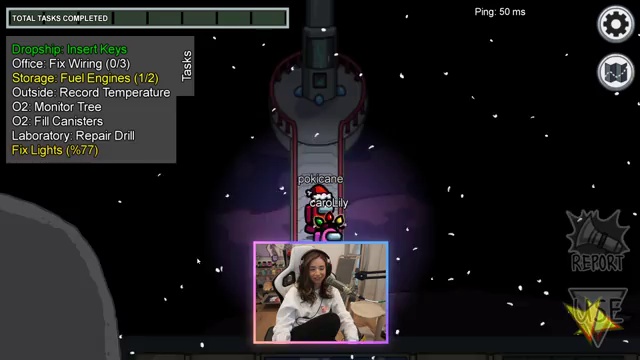 TOTAL TASKS COMPLETED
Ping: 50 ms
Dropship: Insert Keys
Office: Fix Wiring (0/3)
Storage: Fuel Engines (1/2)
Outside: Record Temperature
O2: Monitor Tree
O2: Fill Canisters
Laboratory: Repair Drill
Fix Lights (%77)
Tasks
pokicane
caroLily
REPORT
USE